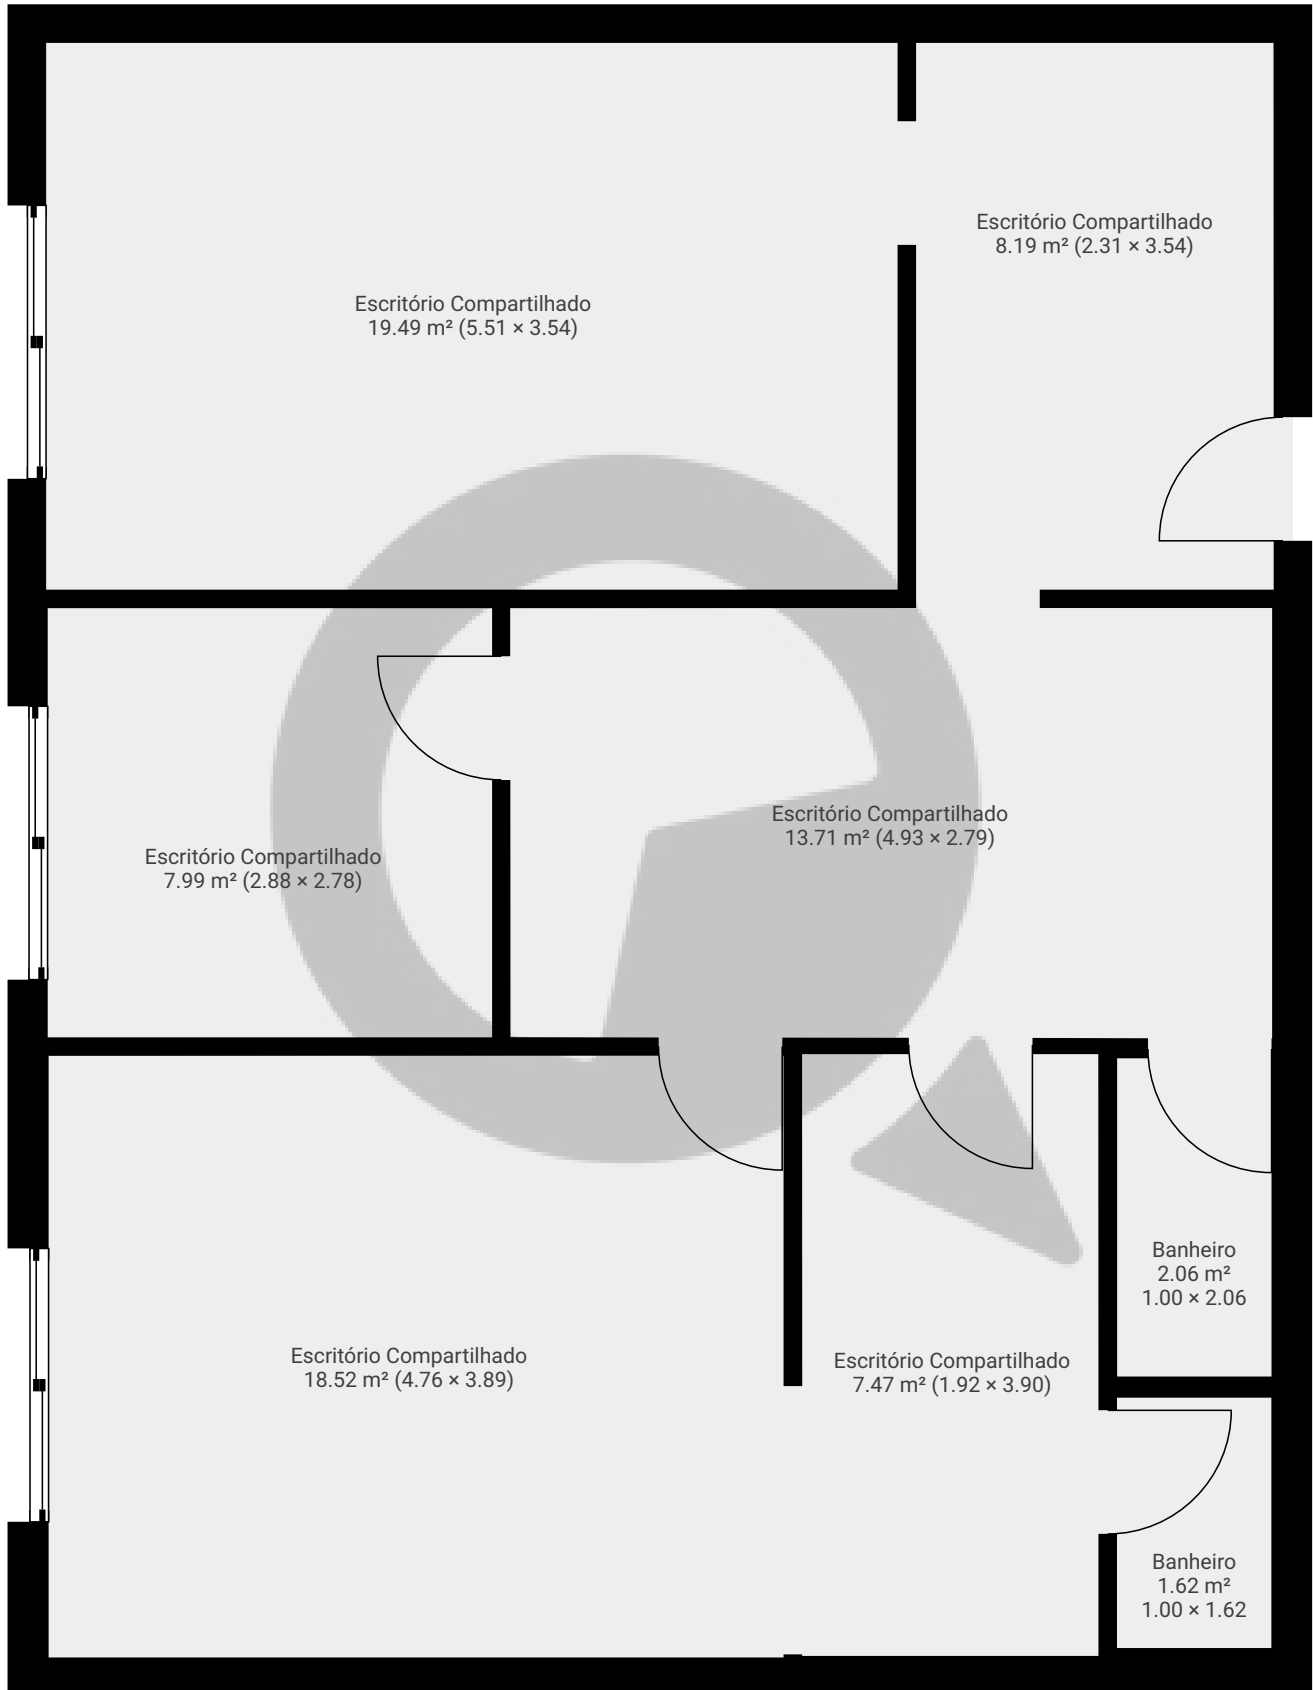 Escritório Compartilhado
8.19 m² (2.31 × 3.54)
Escritório Compartilhado
19.49 m² (5.51 × 3.54)
Escritório Compartilhado
13.71 m² (4.93 × 2.79)
Escritório Compartilhado
7.99 m² (2.88 × 2.78)
Banheiro
2.06 m²
1.00 × 2.06
Escritório Compartilhado
18.52 m² (4.76 × 3.89)
Escritório Compartilhado
7.47 m² (1.92 × 3.90)
Banheiro
1.62 m²
1.00 × 1.62